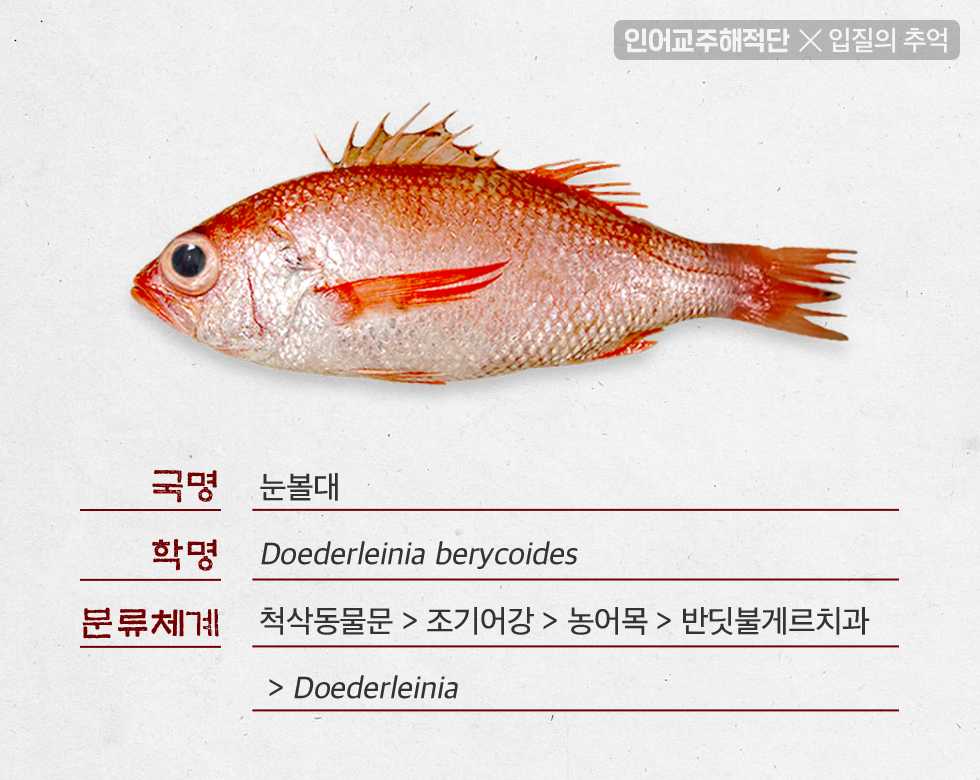 인어교주해적단 × 입질의 추억
국명 눈볼대
학명 Doederleinia berycoides
분류체계 척삭동물문 > 조기어강 > 농어목 > 반딧불게르치과
> Doederleinia